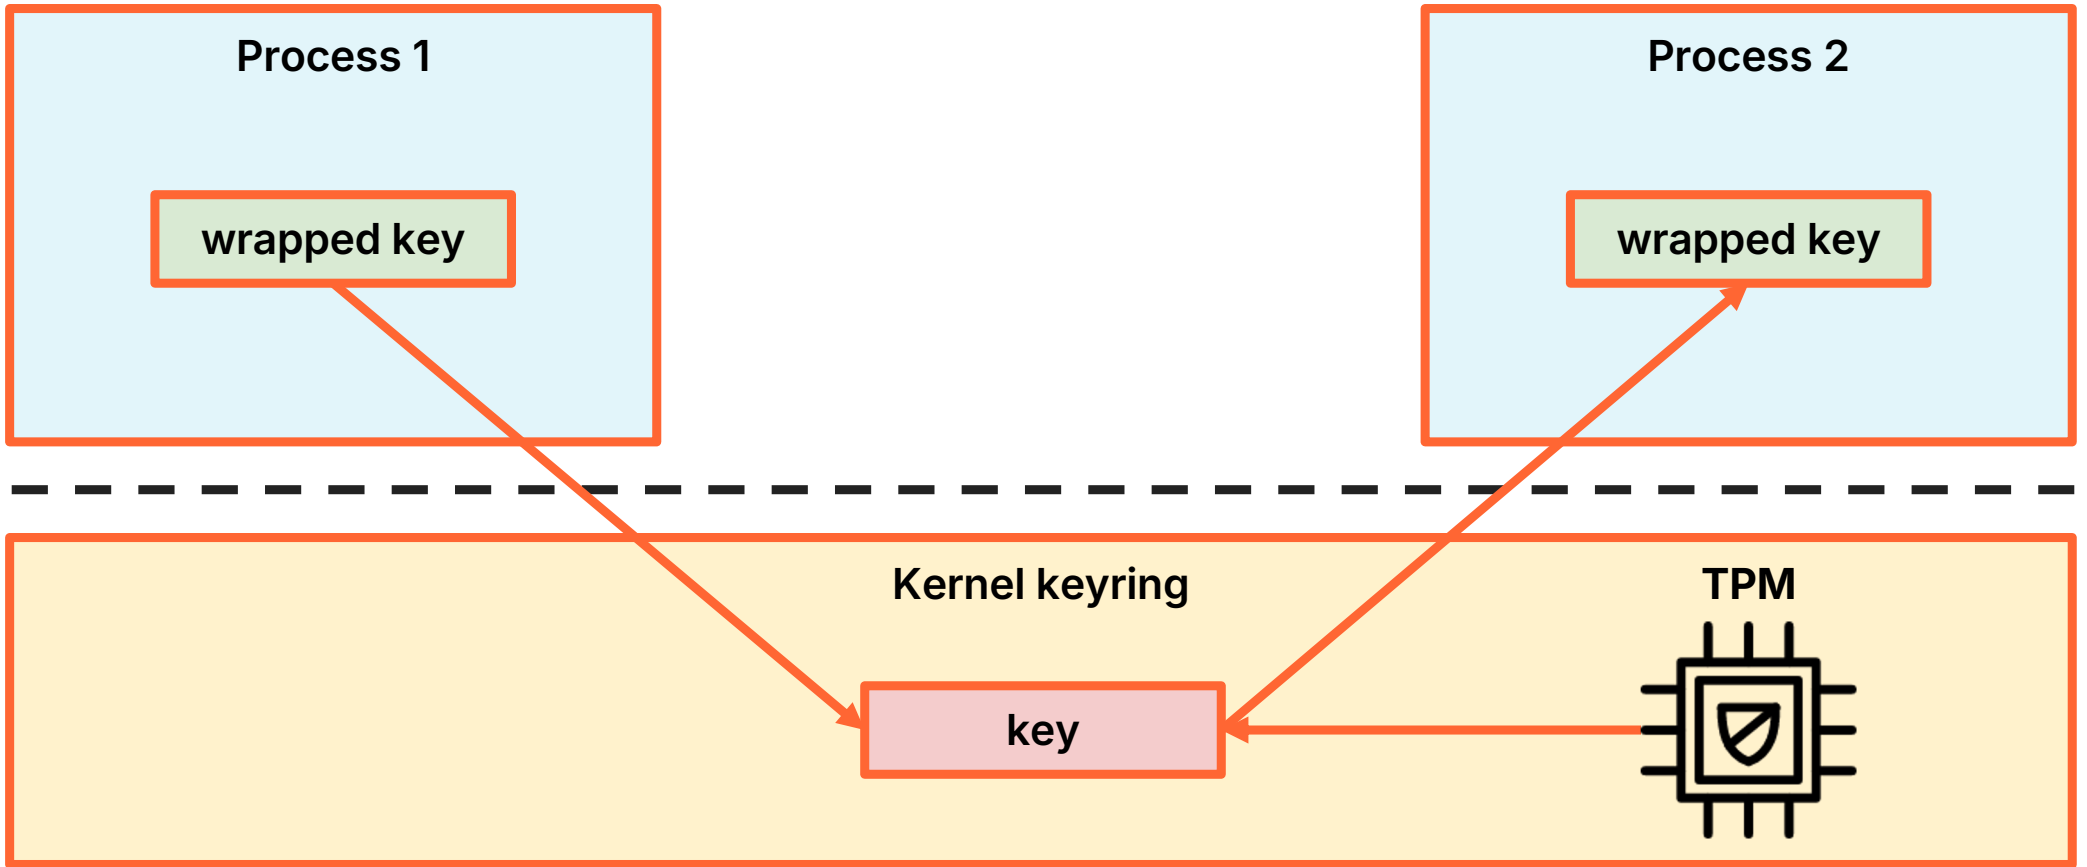 Process 1
Process 2
wrapped key
wrapped key
Kernel keyring
TPM
key